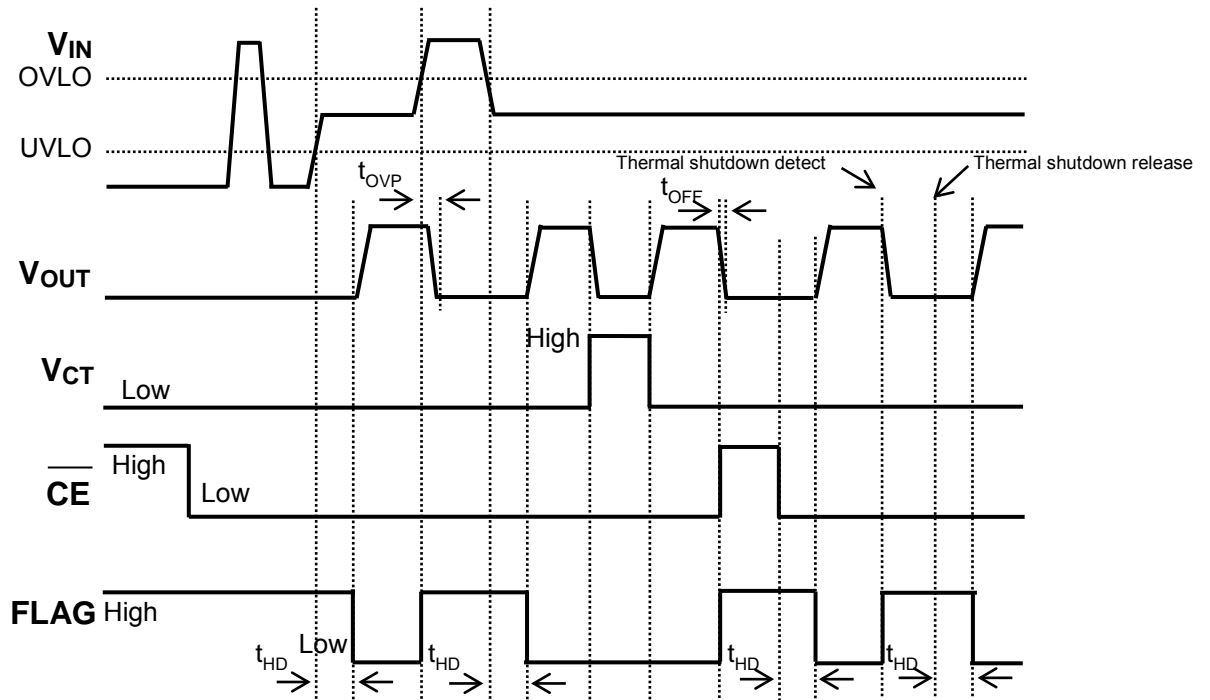 VIN
OVLO
UVLO
Thermal shutdown detect
Thermal shutdown release
tOVP
tOFF
VOUT
High
VCT
Low
High
CE
Low
FLAG
High
Low
tHD
tHD
tHD
tHD